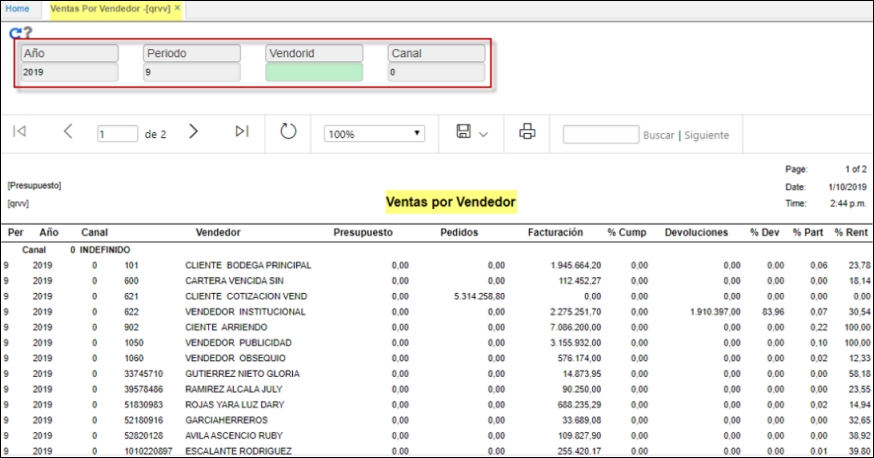 Home Ventas Por Vendedor -[qrvv] ×
Año Periodo Vendorid Canal
2019 9 0
1 de 2 100% Buscar | Siguiente
Page: 1 of 2
[Presupuesto] Date: 1/10/2019
[qrvv] Ventas por Vendedor Time: 2:44 p.m.
Per Año Canal Vendedor Presupuesto Pedidos Facturación % Cump Devoluciones % Dev % Part % Rent
Canal 0 INDEFINIDO
9 2019 0 101 CLIENTE BODEGA PRINCIPAL 0,00 0,00 1.945.664,20 0,00 0,00 0,00 0,06 23,78
9 2019 0 600 CARTERA VENCIDA SIN 0,00 0,00 112.452,27 0,00 0,00 0,00 0,00 18,14
9 2019 0 621 CLIENTE COTIZACION VEND 0,00 5.314.258,80 0,00 0,00 0,00 0,00 0,00 0,00
9 2019 0 622 VENDEDOR INSTITUCIONAL 0,00 0,00 2.275.251,70 0,00 1.910.397,00 83,96 0,07 30,54
9 2019 0 902 CIENTE ARRIENDO 0,00 0,00 7.086.200,00 0,00 0,00 0,00 0,22 100,00
9 2019 0 1050 VENDEDOR PUBLICIDAD 0,00 0,00 3.155.932,00 0,00 0,00 0,00 0,10 100,00
9 2019 0 1060 VENDEDOR OBSEQUIO 0,00 0,00 576.174,00 0,00 0,00 0,00 0,02 12,33
9 2019 0 33745710 GUTIERREZ NIETO GLORIA 0,00 0,00 14.873,95 0,00 0,00 0,00 0,00 58,18
9 2019 0 39578486 RAMIREZ ALCALA JULY 0,00 0,00 90.250,00 0,00 0,00 0,00 0,00 23,55
9 2019 0 51830983 ROJAS YARA LUZ DARY 0,00 0,00 688.235,29 0,00 0,00 0,00 0,02 14,94
9 2019 0 52180916 GARCIAHERREROS 0,00 0,00 33.689,08 0,00 0,00 0,00 0,00 32,65
9 2019 0 52820128 AVILA ASCENCIO RUBY 0,00 0,00 109.827,90 0,00 0,00 0,00 0,00 38,92
9 2019 0 1010220897 ESCALANTE RODRIGUEZ 0,00 0,00 255.420,17 0,00 0,00 0,00 0,01 39,80